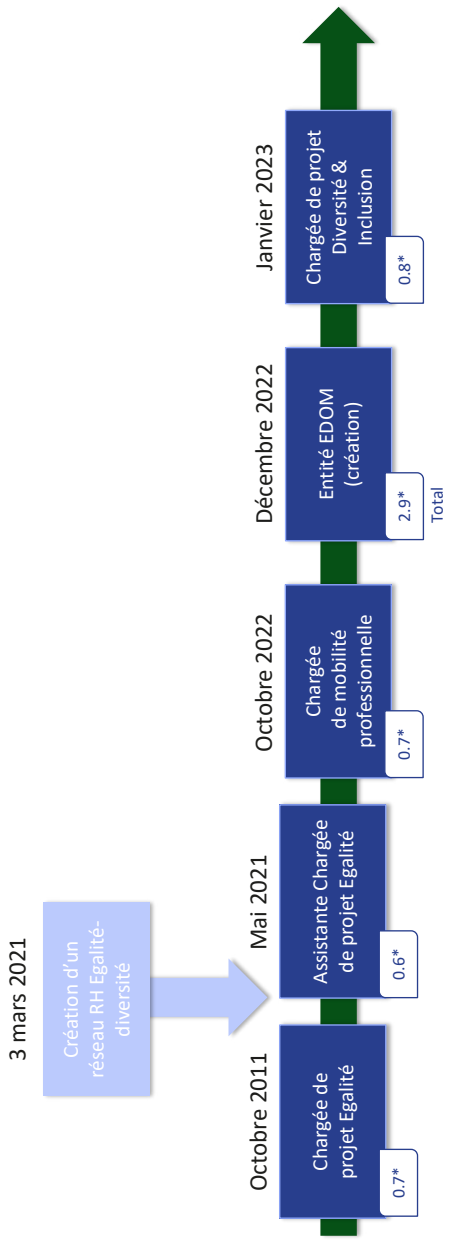 3 mars 2021
Création d'un
réseau RH Egalité-
diversité
Octobre 2011
Chargée de
projet Egalité
0.7*
Mai 2021
Assistante Chargée
de projet Egalité
0.6*
Octobre 2022
Chargée
de mobilité
professionnelle
0.7*
Décembre 2022
Entité EDOM
(création)
2.9*
Total
Janvier 2023
Chargée de projet
Diversité &
Inclusion
0.8*